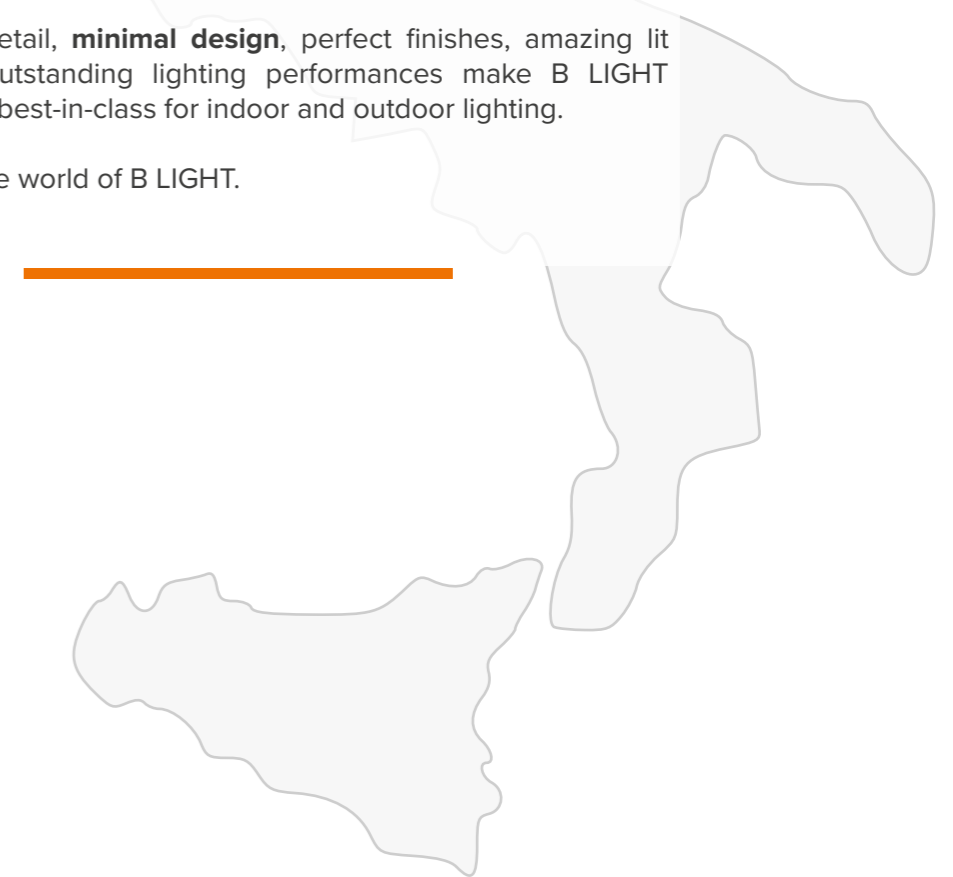 etail, minimal design, perfect finishes, amazing lit
utstanding lighting performances make B LIGHT
best-in-class for indoor and outdoor lighting.
e world of B LIGHT.